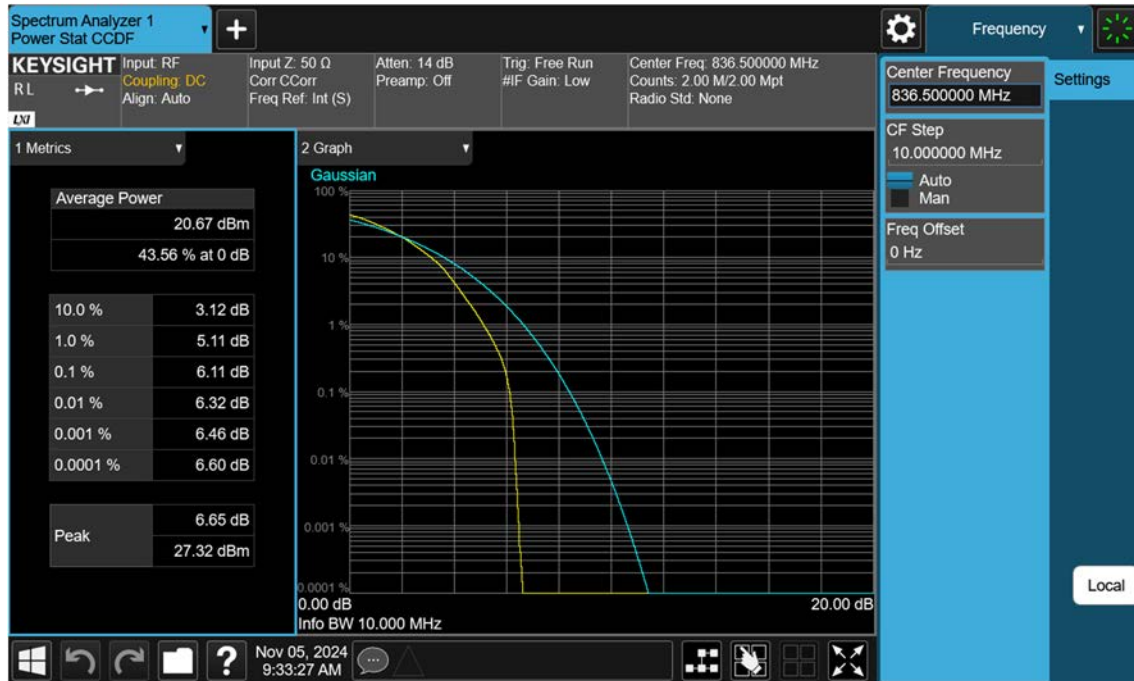 Spectrum Analyzer 1
Power Stat CCDF
+
Frequency
KEYSIGHT
R L
LXI
Input: RF
Coupling: DC
Align: Auto
Input Z: 50 Ω
Corr CCorr
Freq Ref: Int (S)
Atten: 14 dB
Preamp: Off
Trig: Free Run
#IF Gain: Low
Center Freq: 836.500000 MHz
Counts: 2.00 M/2.00 Mpt
Radio Std: None
Center Frequency
836.500000 MHz
Settings
CF Step
10.000000 MHz
Auto
Man
Freq Offset
0 Hz
1 Metrics
Average Power
20.67 dBm
43.56 % at 0 dB
10.0 % 3.12 dB
1.0 % 5.11 dB
0.1 % 6.11 dB
0.01 % 6.32 dB
0.001 % 6.46 dB
0.0001 % 6.60 dB
Peak
6.65 dB
27.32 dBm
2 Graph
Gaussian
100 %
10 %
1 %
0.1 %
0.01 %
0.001 %
0.0001 %
0.00 dB 20.00 dB
Info BW 10.000 MHz
Local
?
Nov 05, 2024
9:33:27 AM